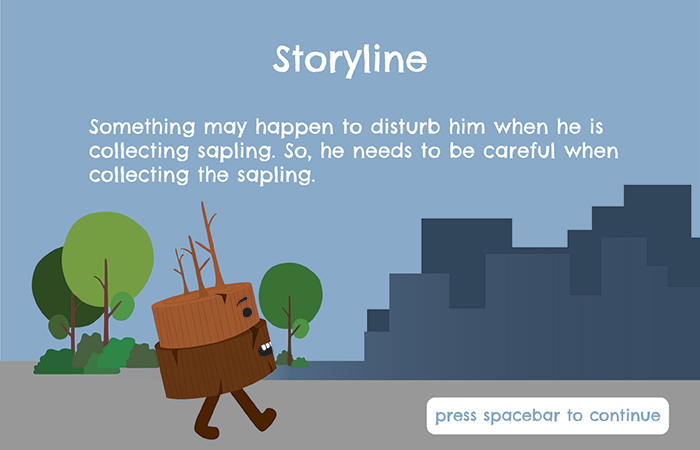 Storyline
Something may happen to disturb him when he is
collecting sapling. So, he needs to be careful when
collecting the sapling.
press spacebar to continue